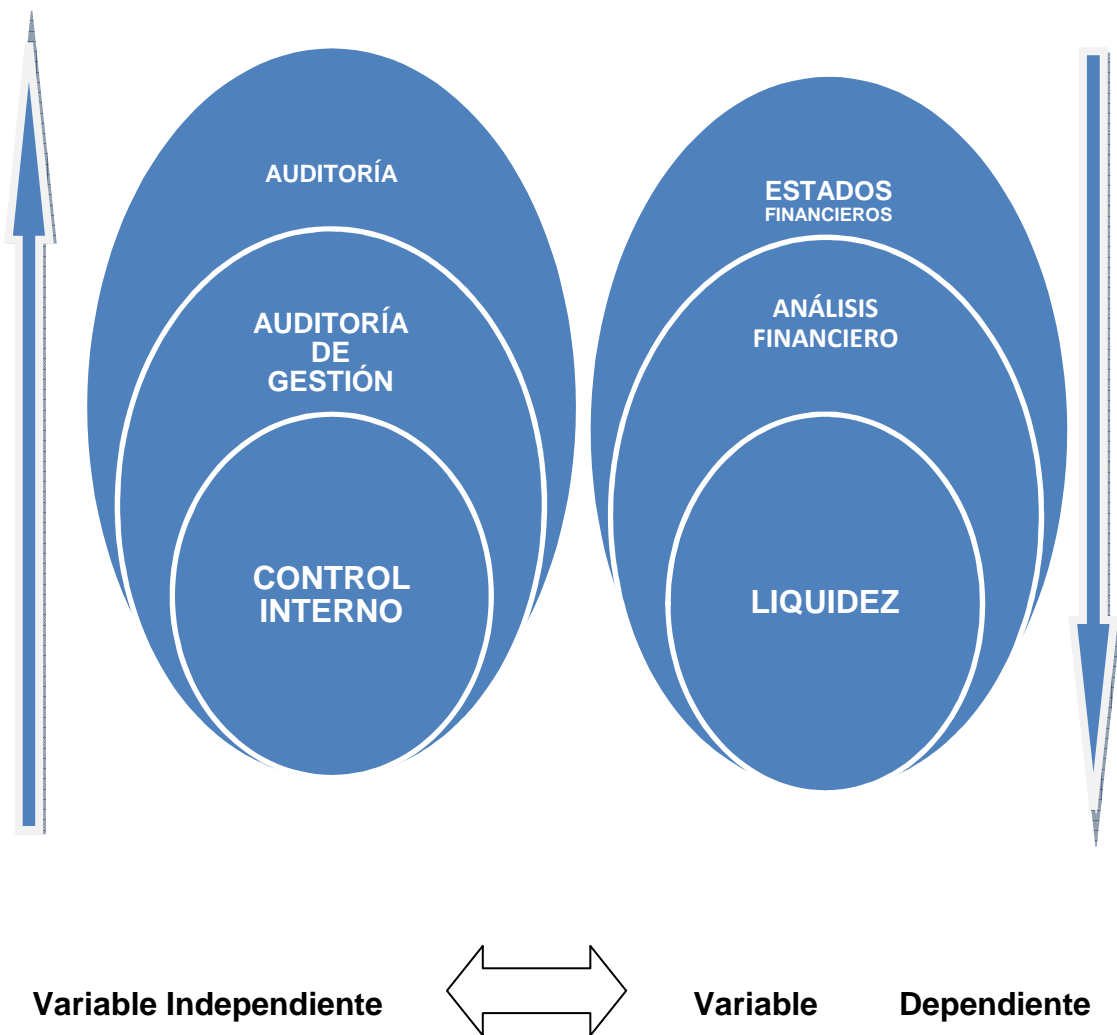 AUDITORÍA
AUDITORÍA
DE
GESTIÓN
CONTROL
INTERNO
ESTADOS
FINANCIEROS
ANÁLISIS
FINANCIERO
LIQUIDEZ
Variable Independiente
Variable Dependiente